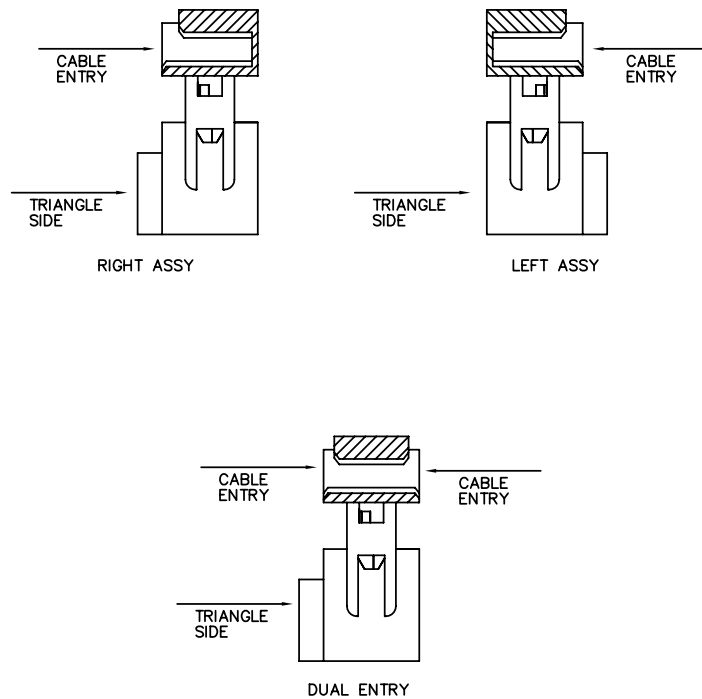 CABLE
ENTRY
TRIANGLE
SIDE
RIGHT ASSY
CABLE
ENTRY
TRIANGLE
SIDE
LEFT ASSY
CABLE
ENTRY
CABLE
ENTRY
TRIANGLE
SIDE
DUAL ENTRY